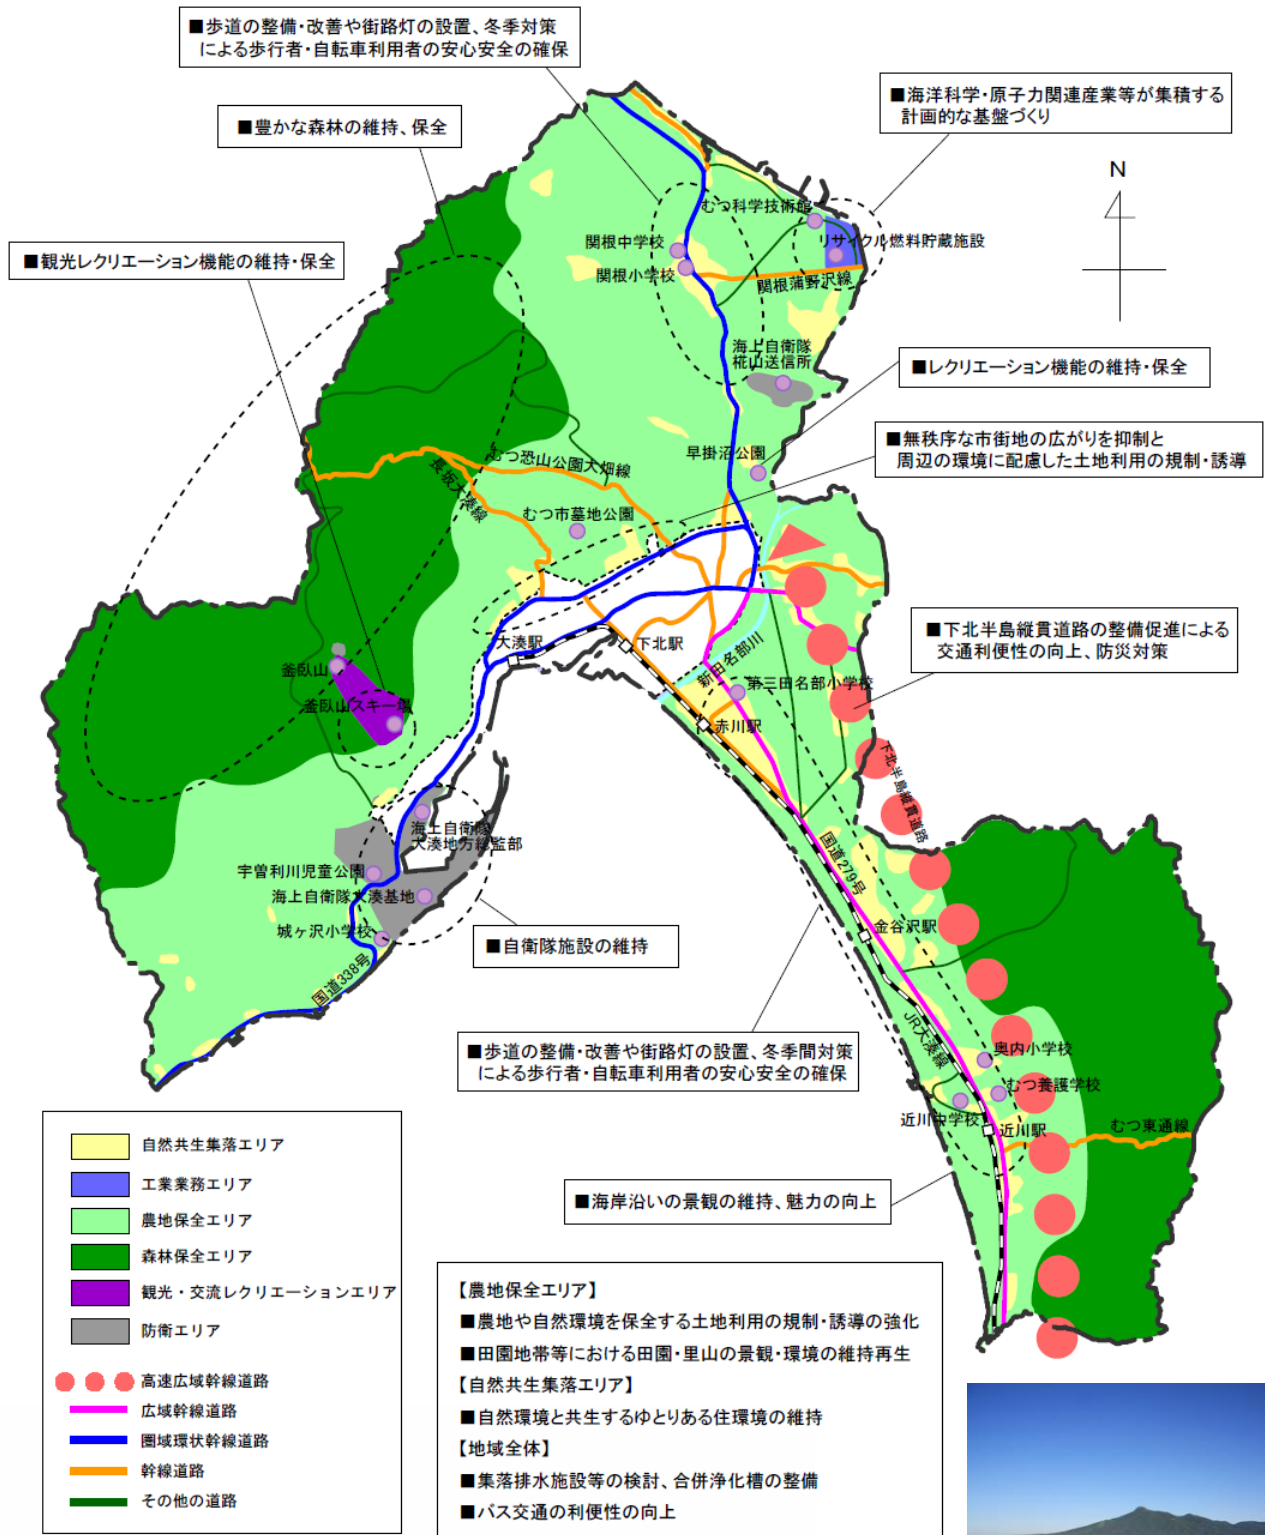 ■歩道の整備・改善や街路灯の設置、冬季対策
による歩行者・自転車利用者の安心安全の確保
■海洋科学・原子力関連産業等が集積する
計画的な基盤づくり
■豊かな森林の維持、保全
N
むつ科学技術館
関根中学校
リサイクル燃料貯蔵施設
■観光レクリエーション機能の維持・保全
関根小学校
関根蒲野沢線
海上自衛隊
椛山送信所
■レクリエーション機能の維持・保全
■無秩序な市街地の広がりを抑制と
周辺の環境に配慮した土地利用の規制・誘導
早掛沼公園
むつ恐山公園大畑線
長坂大湊線
むつ市墓地公園
■下北半島縦貫道路の整備促進による
交通利便性の向上、防災対策
大湊駅
下北駅
新田名部川
釜臥山
第三田名部小学校
釜臥山スキー場
赤川駅
下北半島縦貫道路
海上自衛隊
大湊地方総監部
国道279号
宇曽利川児童公園
海上自衛隊大湊基地
金谷沢駅
城ヶ沢小学校
■自衛隊施設の維持
国道338号
JR大湊線
■歩道の整備・改善や街路灯の設置、冬季間対策
による歩行者・自転車利用者の安心安全の確保
奥内小学校
むつ養護学校
近川中学校
近川駅
むつ東通線
■海岸沿いの景観の維持、魅力の向上
自然共生集落エリア
工業業務エリア
農地保全エリア
森林保全エリア
観光・交流レクリエーションエリア
防衛エリア
高速広域幹線道路
広域幹線道路
圏域環状幹線道路
幹線道路
その他の道路
【農地保全エリア】
■農地や自然環境を保全する土地利用の規制・誘導の強化
■田園地帯等における田園・里山の景観・環境の維持再生
【自然共生集落エリア】
■自然環境と共生するゆとりある住環境の維持
【地域全体】
■集落排水施設等の検討、合併浄化槽の整備
■バス交通の利便性の向上